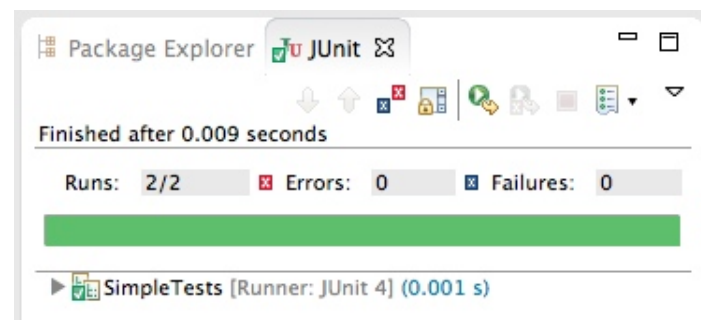 Package Explorer JUnit
Finished after 0.009 seconds
Runs: 2/2 Errors: 0 Failures: 0
SimpleTests [Runner: JUnit 4] (0.001 s)